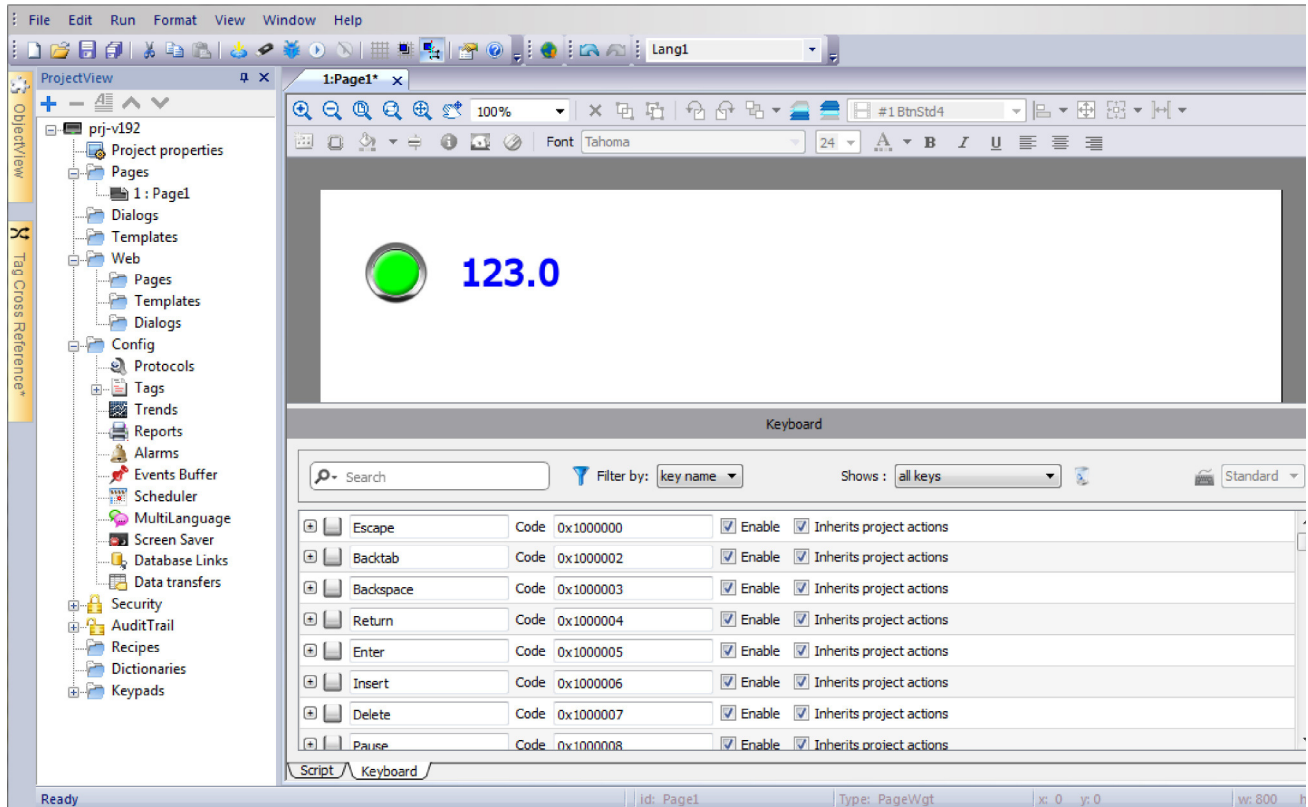 File Edit Run Format View Window Help
Lang1
ProjectView
1:Page1*
ObjectView
Tag Cross Reference*
100%
#1 BtnStd4
Font Tahoma
24
A B I U
prj-v192
Project properties
Pages
1 : Page1
Dialogs
Templates
Web
Pages
Templates
Dialogs
Config
Protocols
Tags
Trends
Reports
Alarms
Events Buffer
Scheduler
MultiLanguage
Screen Saver
Database Links
Data transfers
Security
AuditTrail
Recipes
Dictionaries
Keypads
123.0
Keyboard
Search Filter by: key name Shows : all keys Standard
Escape Code 0x1000000 Enable Inherits project actions
Backtab Code 0x1000002 Enable Inherits project actions
Backspace Code 0x1000003 Enable Inherits project actions
Return Code 0x1000004 Enable Inherits project actions
Enter Code 0x1000005 Enable Inherits project actions
Insert Code 0x1000006 Enable Inherits project actions
Delete Code 0x1000007 Enable Inherits project actions
Pause Code 0x1000008 Enable Inherits project actions
Script Keyboard
Ready id: Page1 Type: PageWgt x: 0 y: 0 w: 800 h